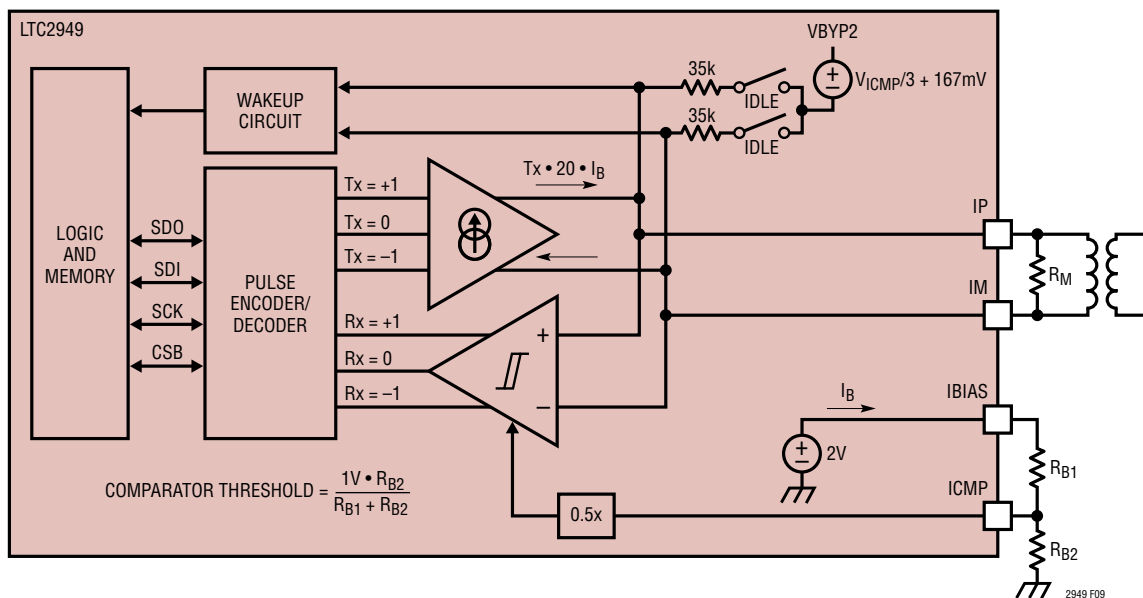 LTC2949
VBYP2
35k
V_ICMP/3 + 167mV
IDLE
35k
IDLE
WAKEUP
CIRCUIT
Tx • 20 • I_B
Tx = +1
Tx = 0
Tx = –1
LOGIC
AND
MEMORY
SDO
SDI
SCK
CSB
PULSE
ENCODER/
DECODER
Rx = +1
Rx = 0
Rx = –1
+
–
IP
R_M
IM
IBIAS
I_B
+
–
2V
R_B1
ICMP
0.5x
R_B2
COMPARATOR THRESHOLD = 1V • R_B2 / R_B1 + R_B2
2949 F09